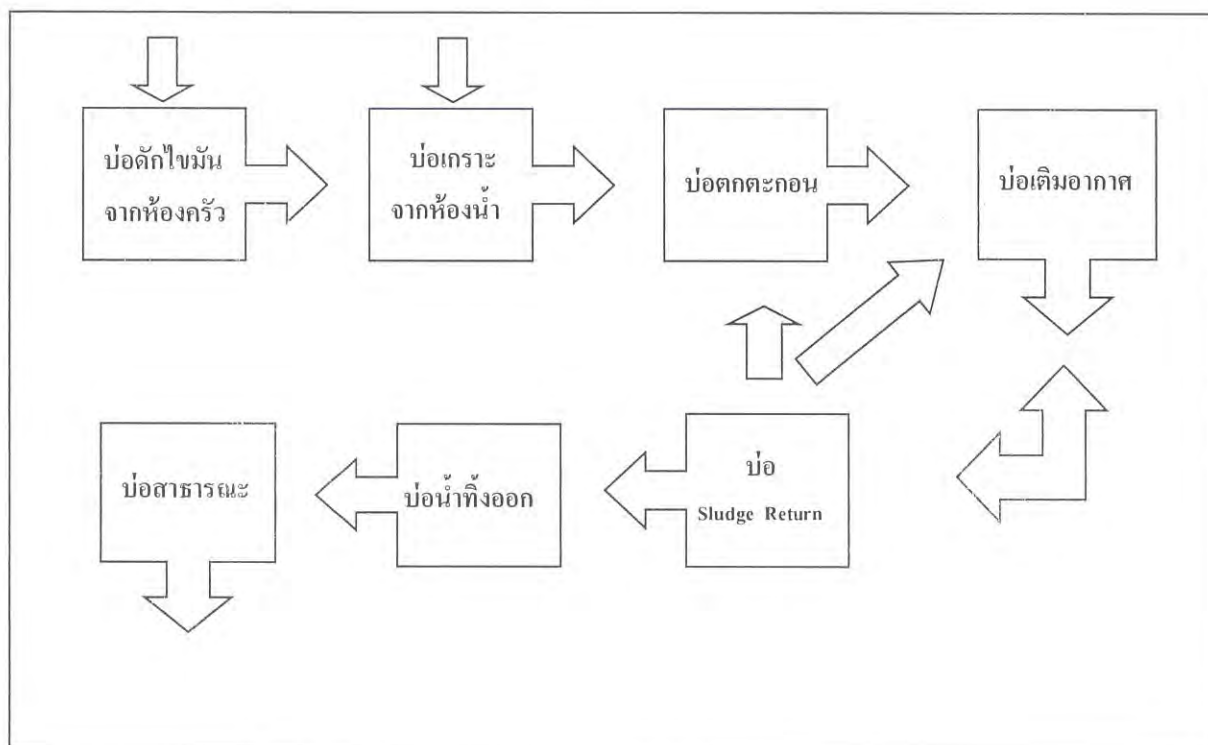 บ่อดักไขมัน
จากห้องครัว
บ่อเกราะ
จากห้องน้ำ
บ่อตกตะกอน
บ่อเติมอากาศ
บ่อสาธารณะ
บ่อน้ำทิ้งออก
บ่อ
Sludge Return